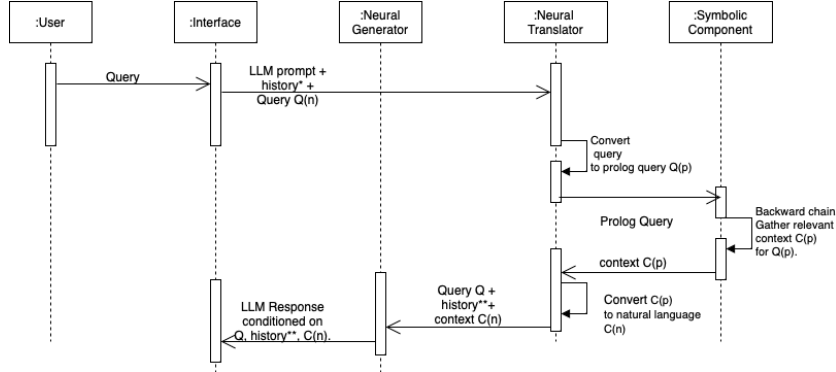 :User
:Interface
:Neural
Generator
:Neural
Translator
:Symbolic
Component
Query
LLM prompt +
history* +
Query Q(n)
Convert
query
to prolog query Q(p)
Prolog Query
Backward chain
Gather relevant
context C(p)
for Q(p).
context C(p)
Convert C(p)
to natural language
C(n)
Query Q +
history**+
context C(n)
LLM Response
conditioned on
Q, history**, C(n).